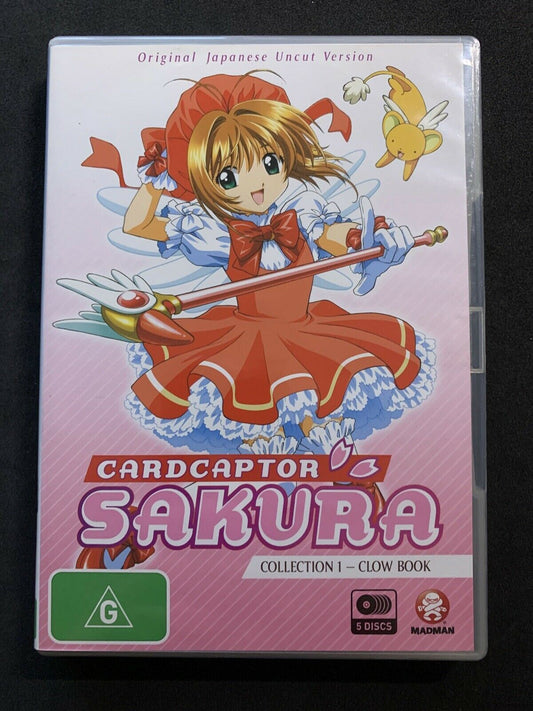 Original Japanese Uncut Version
CARDCAPTOR
SAKURA
COLLECTION 1 – CLOW BOOK
G
5 DISCS
MADMAN